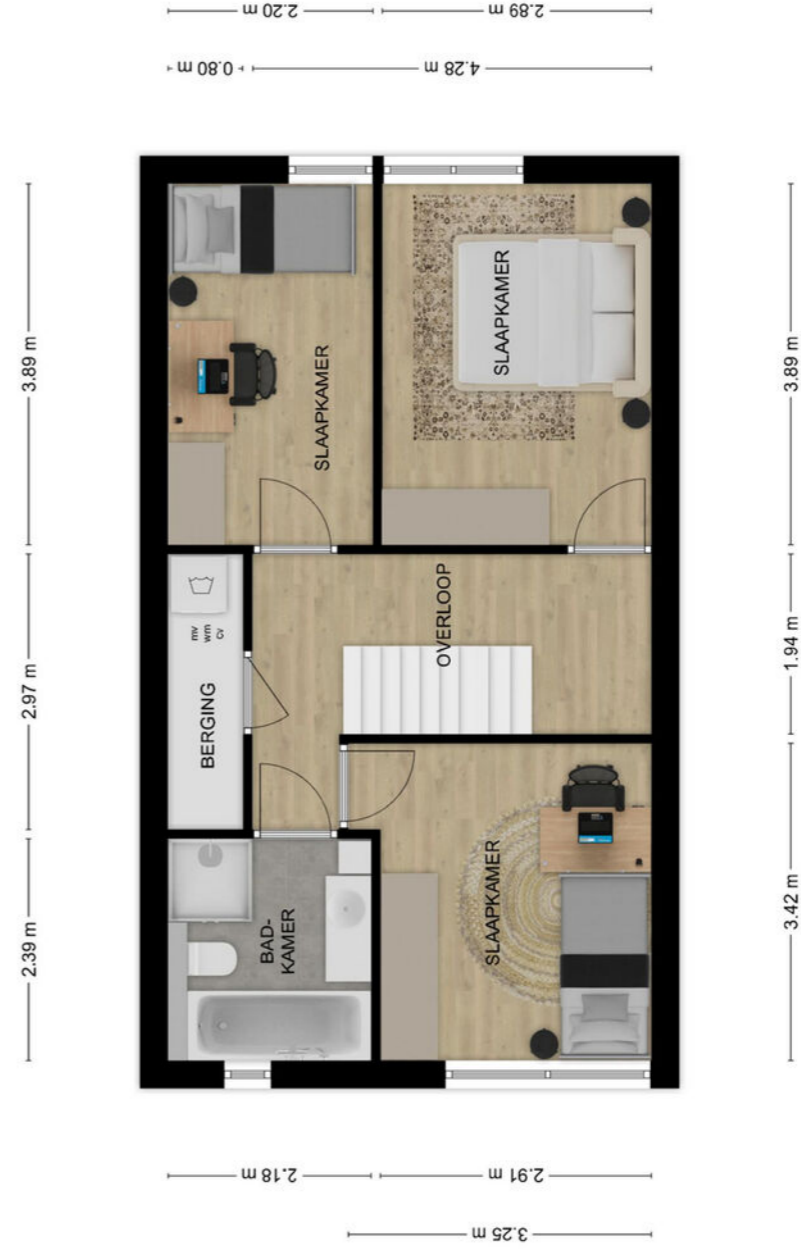 2.20 m
2.89 m
0.80 m
4.28 m
3.89 m
3.89 m
SLAAPKAMER
SLAAPKAMER
OVERLOOP
mv
wm
cv
2.97 m
1.94 m
BERGING
SLAAPKAMER
BAD-
KAMER
2.39 m
3.42 m
2.18 m
2.91 m
3.25 m